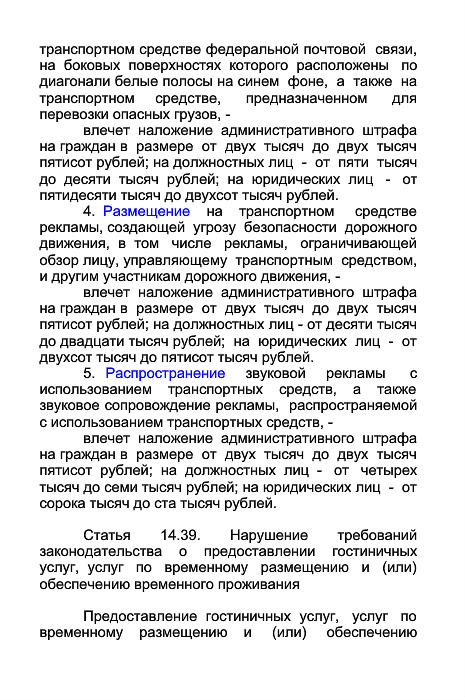 транспортном средстве федеральной почтовой связи,
на боковых поверхностях которого расположены по
диагонали белые полосы на синем фоне, а также на
транспортном средстве, предназначенном для
перевозки опасных грузов, -
влечет наложение административного штрафа
на граждан в размере от двух тысяч до двух тысяч
пятисот рублей; на должностных лиц - от пяти тысяч
до десяти тысяч рублей; на юридических лиц - от
пятидесяти тысяч до двухсот тысяч рублей.
4. Размещение на транспортном средстве
рекламы, создающей угрозу безопасности дорожного
движения, в том числе рекламы, ограничивающей
обзор лицу, управляющему транспортным средством,
и другим участникам дорожного движения, -
влечет наложение административного штрафа
на граждан в размере от двух тысяч до двух тысяч
пятисот рублей; на должностных лиц - от десяти тысяч
до двадцати тысяч рублей; на юридических лиц - от
двухсот тысяч до пятисот тысяч рублей.
5. Распространение звуковой рекламы с
использованием транспортных средств, а также
звуковое сопровождение рекламы, распространяемой
с использованием транспортных средств, -
влечет наложение административного штрафа
на граждан в размере от двух тысяч до двух тысяч
пятисот рублей; на должностных лиц - от четырех
тысяч до семи тысяч рублей; на юридических лиц - от
сорока тысяч до ста тысяч рублей.
Статья 14.39. Нарушение требований
законодательства о предоставлении гостиничных
услуг, услуг по временному размещению и (или)
обеспечению временного проживания
Предоставление гостиничных услуг, услуг по
временному размещению и (или) обеспечению